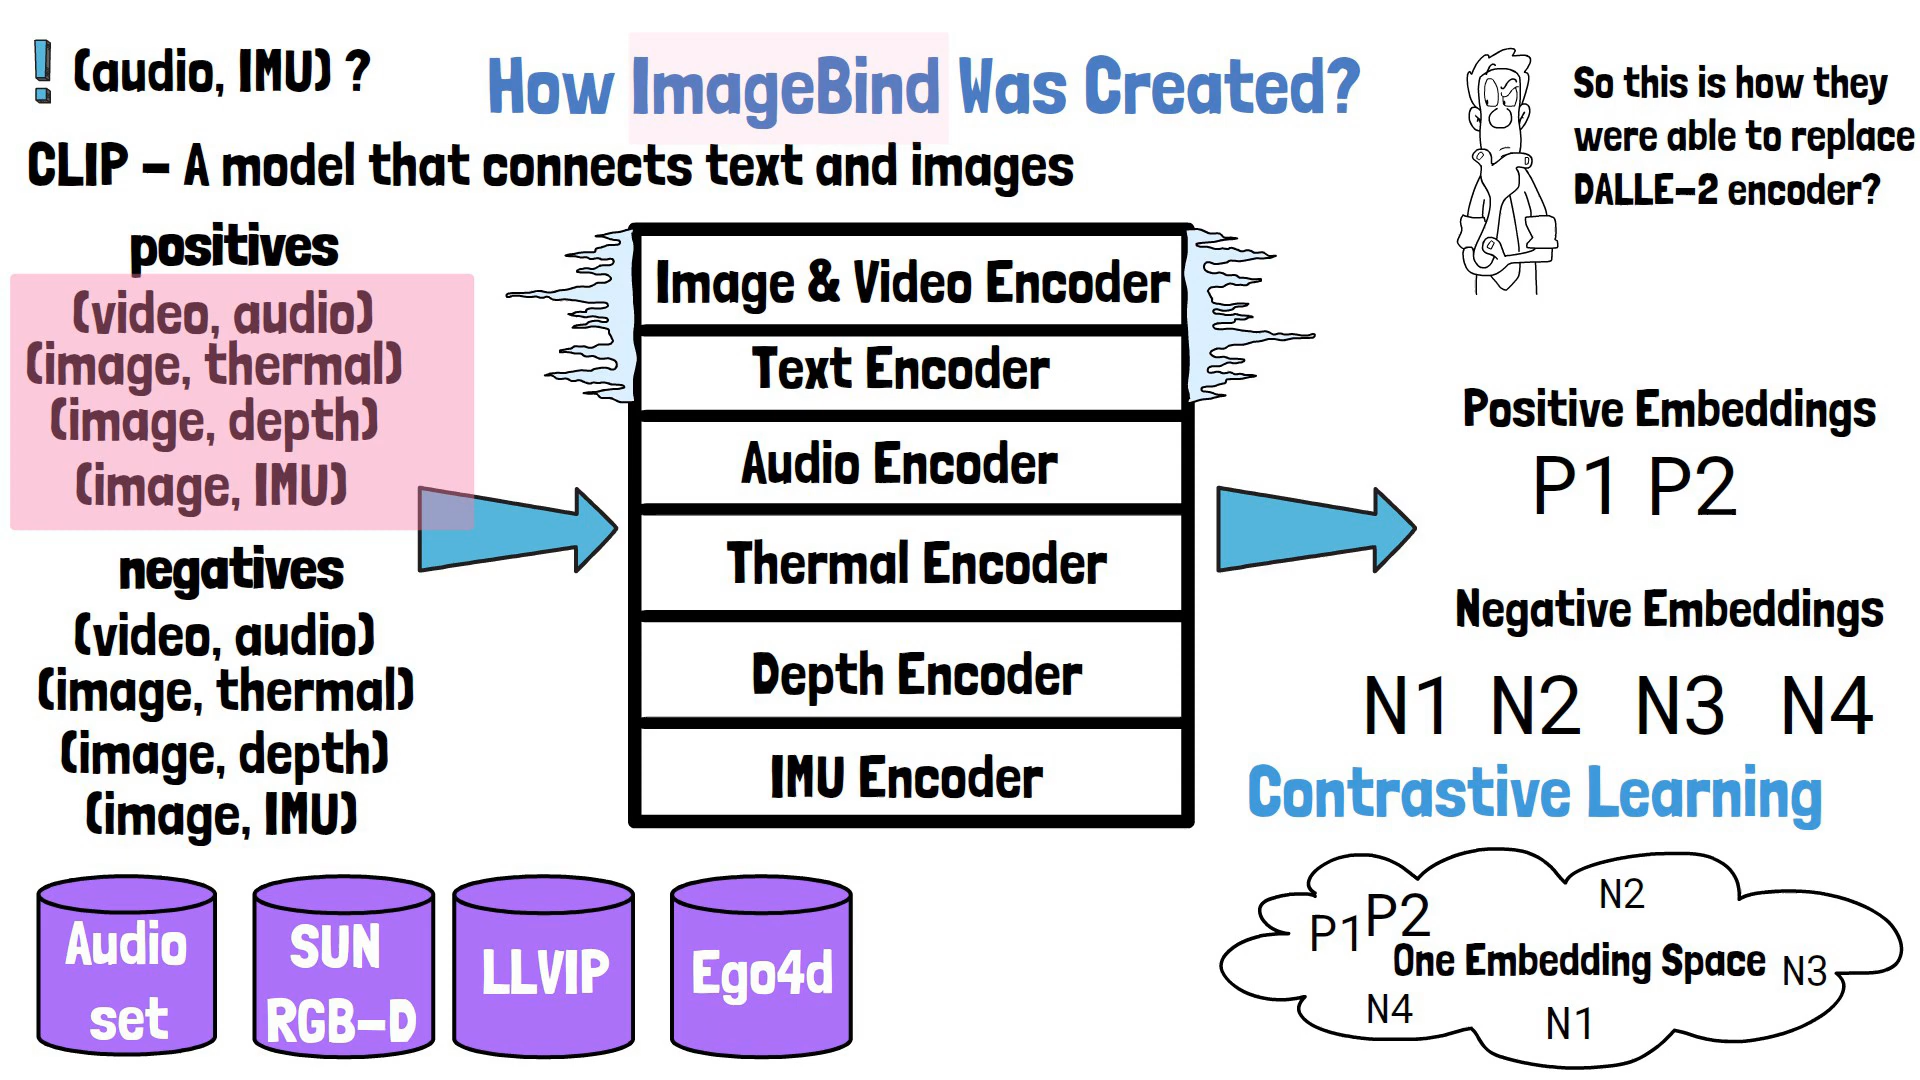 ! (audio, IMU) ?
How ImageBind Was Created?
So this is how they
were able to replace
DALLE-2 encoder?
CLIP - A model that connects text and images
positives
(video, audio)
(image, thermal)
(image, depth)
(image, IMU)
negatives
(video, audio)
(image, thermal)
(image, depth)
(image, IMU)
Image & Video Encoder
Text Encoder
Audio Encoder
Thermal Encoder
Depth Encoder
IMU Encoder
Positive Embeddings
P1 P2
Negative Embeddings
N1 N2 N3 N4
Contrastive Learning
Audio
set
SUN
RGB-D
LLVIP
Ego4d
N2
P1 P2
One Embedding Space
N3
N4
N1